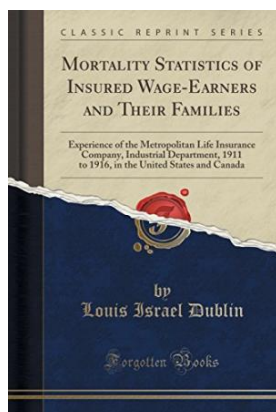 CLASSIC REPRINT SERIES
MORTALITY STATISTICS OF
INSURED WAGE-EARNERS
AND THEIR FAMILIES
Experience of the Metropolitan Life Insurance
Company, Industrial Department, 1911
to 1916, in the United States and Canada
by
Louis Israel Dublin
Forgotten Books